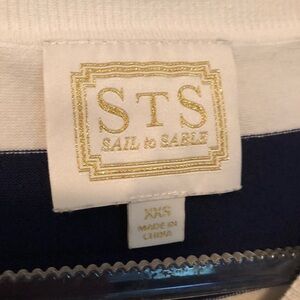 STS
SAIL to SABLE
XXS
MADE IN
CHINA